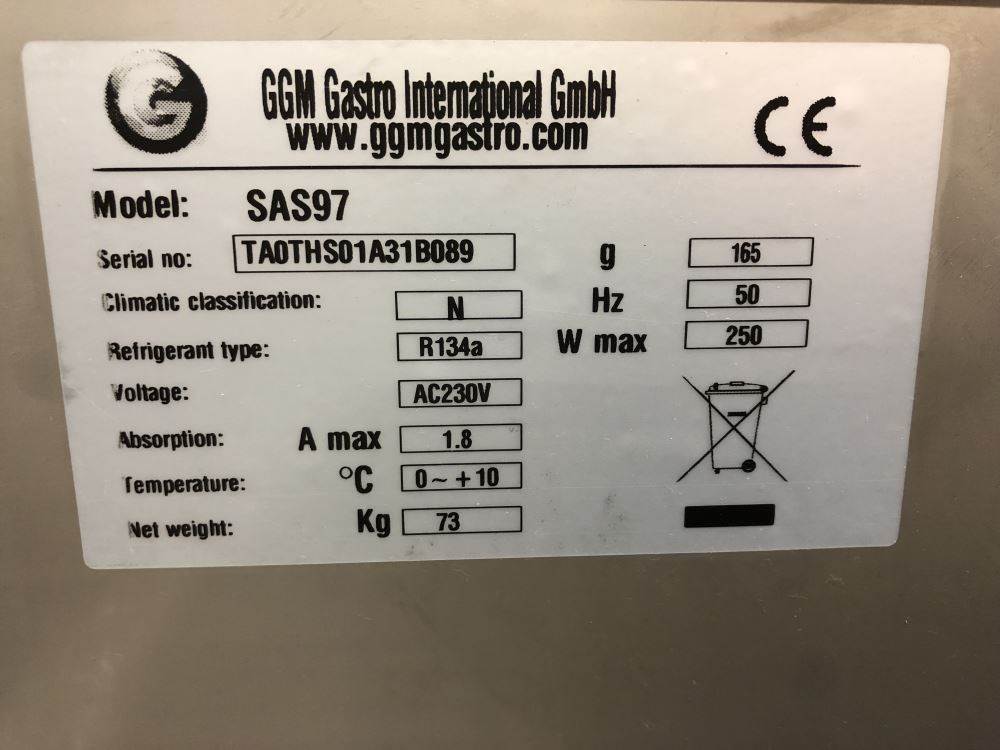 G
GGM Gastro International GmbH
www.ggmgastro.com
CE
Model: SAS97
Serial no: TA0THS01A31B089 g 165
Climatic classification: N Hz 50
Refrigerant type: R134a W max 250
Voltage: AC230V
Absorption: A max 1.8
Temperature: °C 0~ +10
Net weight: Kg 73